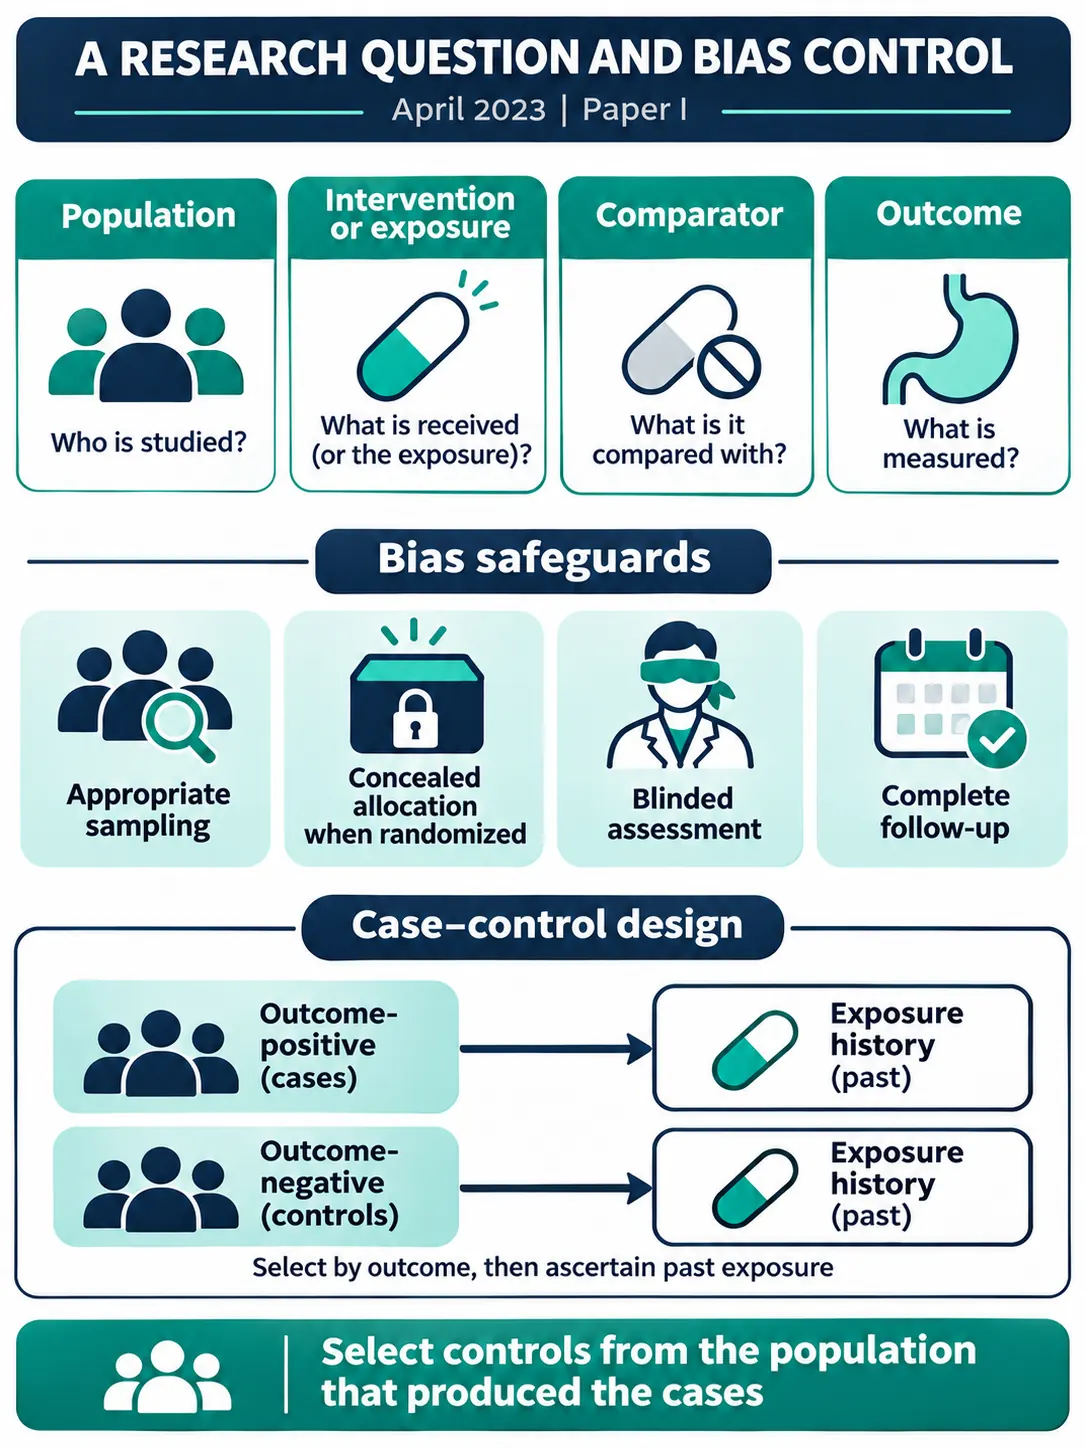 A RESEARCH QUESTION AND BIAS CONTROL
April 2023 | Paper I
Population
Who is studied?
Intervention
or exposure
What is received
(or the exposure)?
Comparator
What is it
compared with?
Outcome
What is
measured?
Bias safeguards
Appropriate
sampling
Concealed
allocation
when randomized
Blinded
assessment
Complete
follow-up
Case–control design
Outcome-
positive
(cases)
Exposure
history
(past)
Outcome-
negative
(controls)
Exposure
history
(past)
Select by outcome, then ascertain past exposure
Select controls from the population
that produced the cases